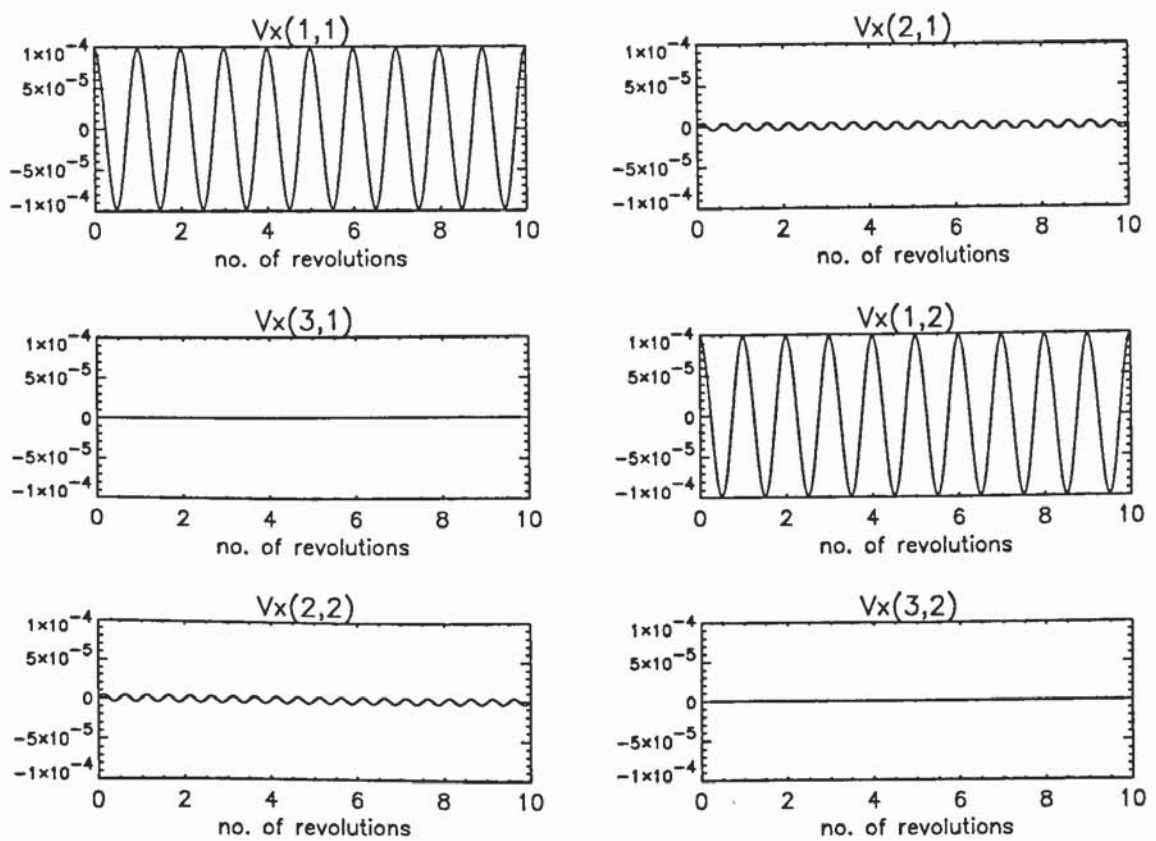 Vx(1,1)
1×10⁻⁴
5×10⁻⁵
0
−5×10⁻⁵
−1×10⁻⁴
0 2 4 6 8 10
no. of revolutions
Vx(2,1)
1×10⁻⁴
5×10⁻⁵
0
−5×10⁻⁵
−1×10⁻⁴
0 2 4 6 8 10
no. of revolutions
Vx(3,1)
1×10⁻⁴
5×10⁻⁵
0
−5×10⁻⁵
−1×10⁻⁴
0 2 4 6 8 10
no. of revolutions
Vx(1,2)
1×10⁻⁴
5×10⁻⁵
0
−5×10⁻⁵
−1×10⁻⁴
0 2 4 6 8 10
no. of revolutions
Vx(2,2)
1×10⁻⁴
5×10⁻⁵
0
−5×10⁻⁵
−1×10⁻⁴
0 2 4 6 8 10
no. of revolutions
Vx(3,2)
1×10⁻⁴
5×10⁻⁵
0
−5×10⁻⁵
−1×10⁻⁴
0 2 4 6 8 10
no. of revolutions